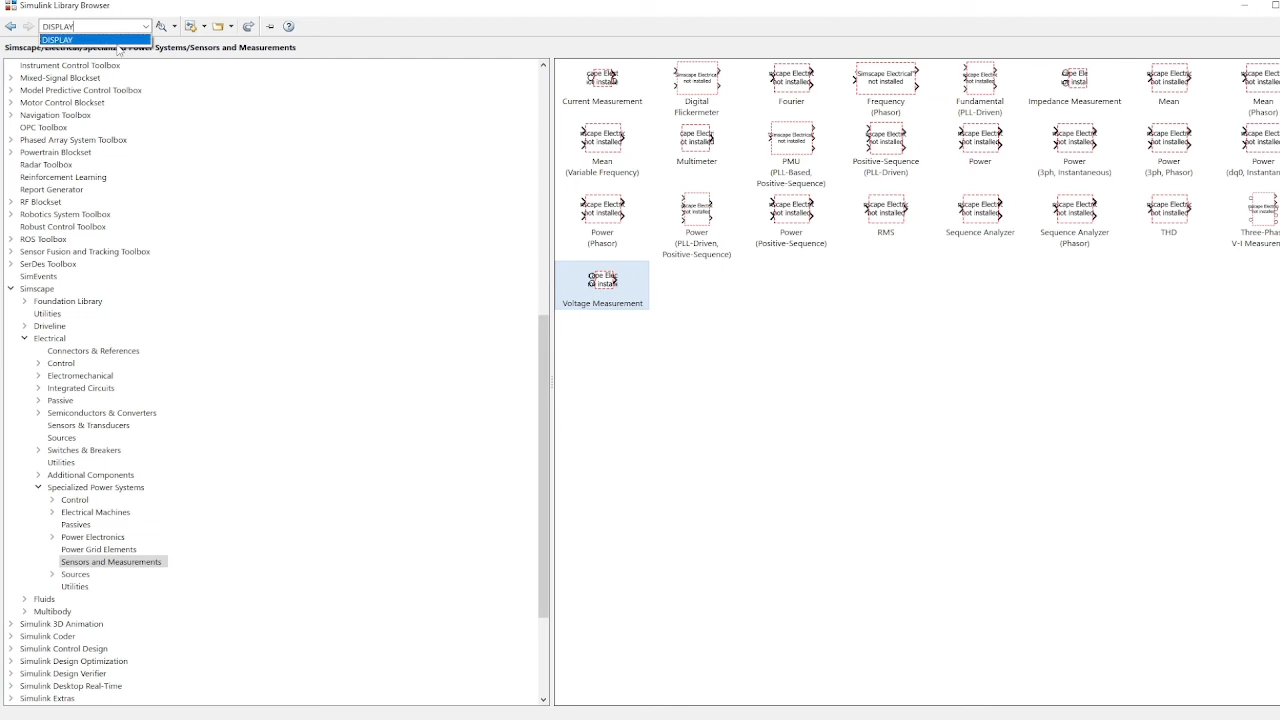 Simulink Library Browser
DISPLAY
DISPLAY
Simscape/Electrical/Specialized Power Systems/Sensors and Measurements
Instrument Control Toolbox
Mixed-Signal Blockset
Model Predictive Control Toolbox
Motor Control Blockset
Navigation Toolbox
OPC Toolbox
Phased Array System Toolbox
Powertrain Blockset
Radar Toolbox
Reinforcement Learning
Report Generator
RF Blockset
Robotics System Toolbox
Robust Control Toolbox
ROS Toolbox
Sensor Fusion and Tracking Toolbox
SerDes Toolbox
SimEvents
Simscape
Foundation Library
Utilities
Driveline
Electrical
Connectors & References
Control
Electromechanical
Integrated Circuits
Passive
Semiconductors & Converters
Sensors & Transducers
Sources
Switches & Breakers
Utilities
Additional Components
Specialized Power Systems
Control
Electrical Machines
Passives
Power Electronics
Power Grid Elements
Sensors and Measurements
Sources
Utilities
Fluids
Multibody
Simulink 3D Animation
Simulink Coder
Simulink Control Design
Simulink Design Optimization
Simulink Design Verifier
Simulink Desktop Real-Time
Simulink Extras
Current Measurement
Digital
Flickermeter
Fourier
Simscape Electrical
not installed
Frequency
(Phasor)
Fundamental
(PLL-Driven)
Impedance Measurement
Mean
Mean
(Phasor)
Mean
(Variable Frequency)
Multimeter
PMU
(PLL-Based,
Positive-Sequence)
Positive-Sequence
(PLL-Driven)
Power
Power
(3ph, Instantaneous)
Power
(3ph, Phasor)
Power
(dq0, Instantan
Power
(Phasor)
Power
(PLL-Driven,
Positive-Sequence)
Power
(Positive-Sequence)
RMS
Sequence Analyzer
Sequence Analyzer
(Phasor)
THD
Three-Phas
V-I Measurem
Voltage Measurement